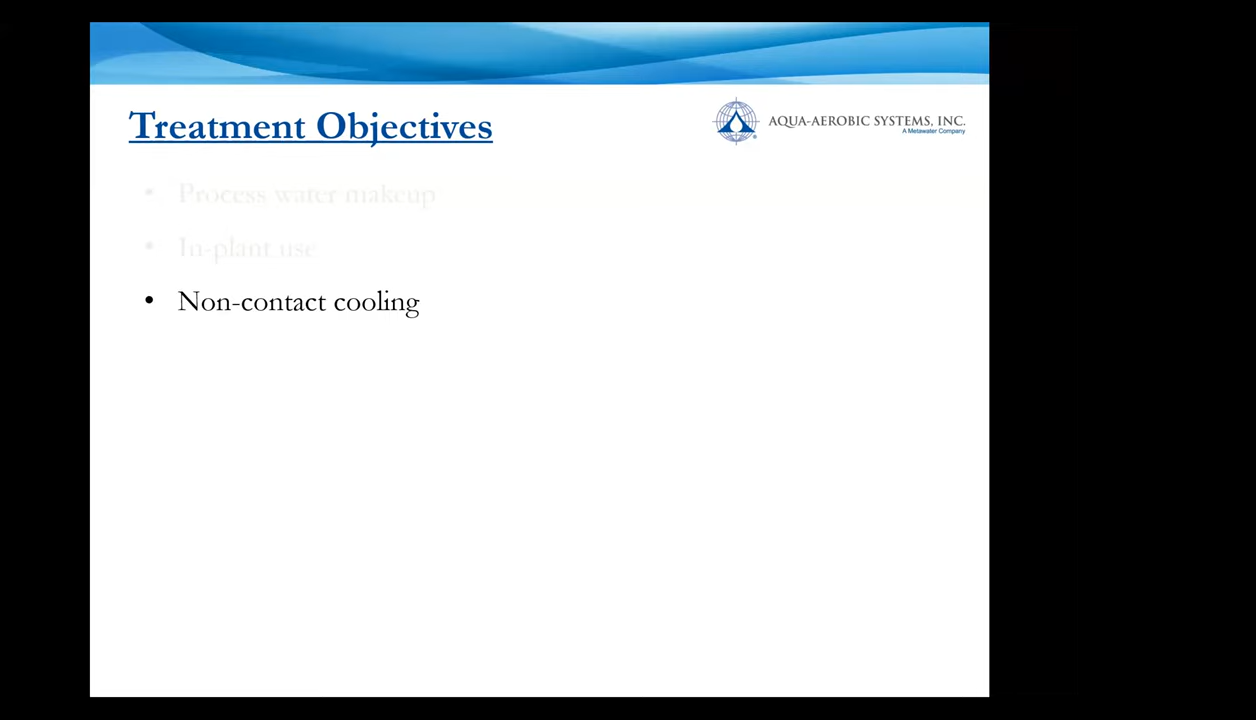 Treatment Objectives
AQUA-AEROBIC SYSTEMS, INC.
A Metawater Company
• Process water makeup
• In-plant use
• Non-contact cooling